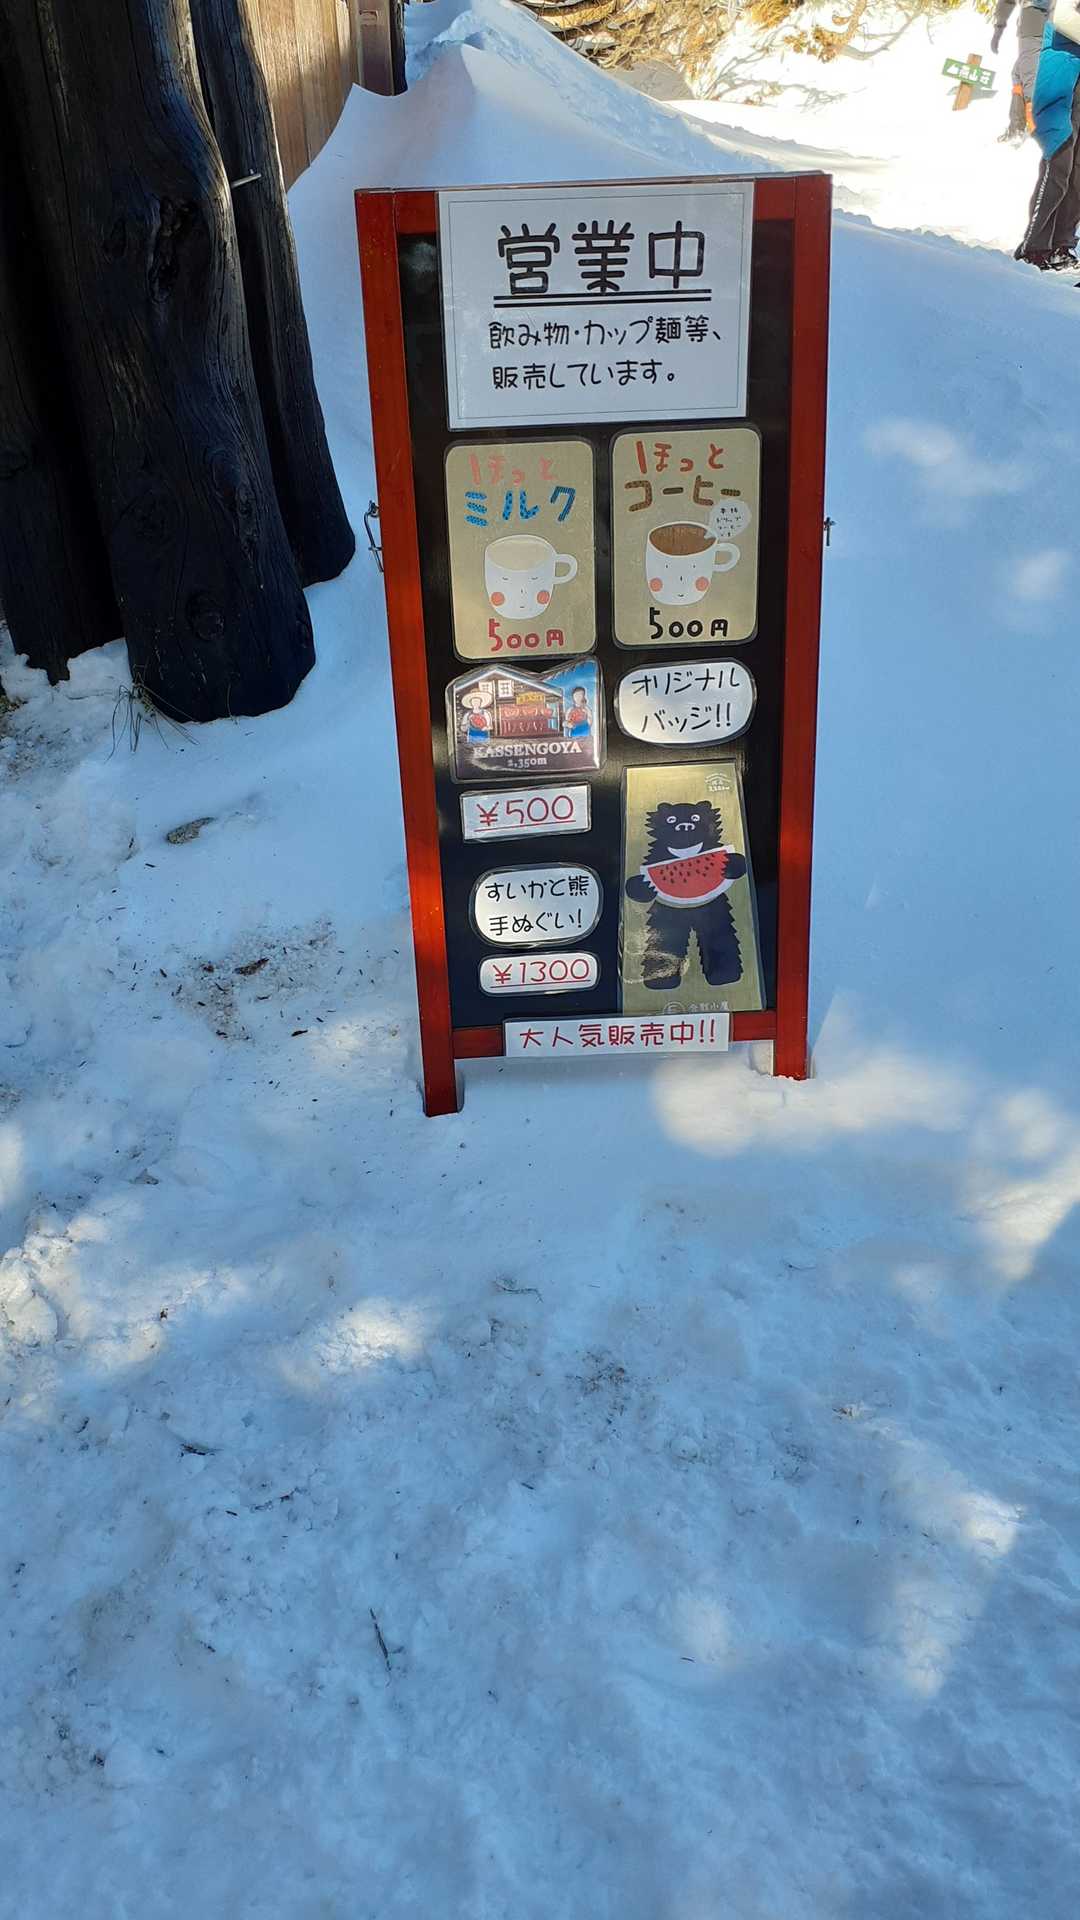 営業中
飲み物・カップ麺等、
販売しています。
ほっと
ミルク
500円
ほっと
コーヒー
500円
KASSENGOYA
2,350m
¥500
オリジナル
バッジ!!
すいかと熊
手ぬぐい!
¥1300
大人気販売中!!